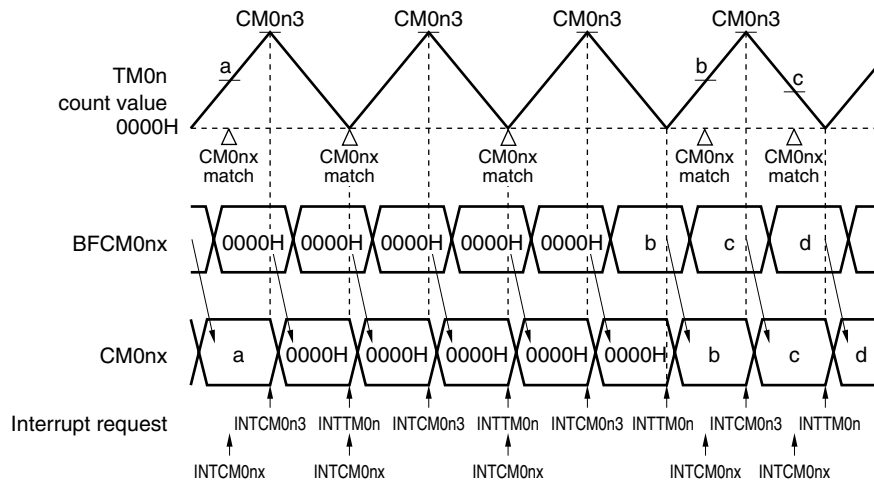 CM0n3 CM0n3 CM0n3 CM0n3
a b
TM0n c
count value
0000H
CM0nx CM0nx CM0nx CM0nx CM0nx
match match match match match
BFCM0nx 0000H 0000H 0000H 0000H 0000H b c d
CM0nx a 0000H 0000H 0000H 0000H 0000H b c d
Interrupt request INTCM0n3 INTTM0n INTCM0n3 INTTM0n INTCM0n3 INTTM0n INTCM0n3 INTTM0n
INTCM0nx INTCM0nx INTCM0nx INTCM0nx INTCM0nx